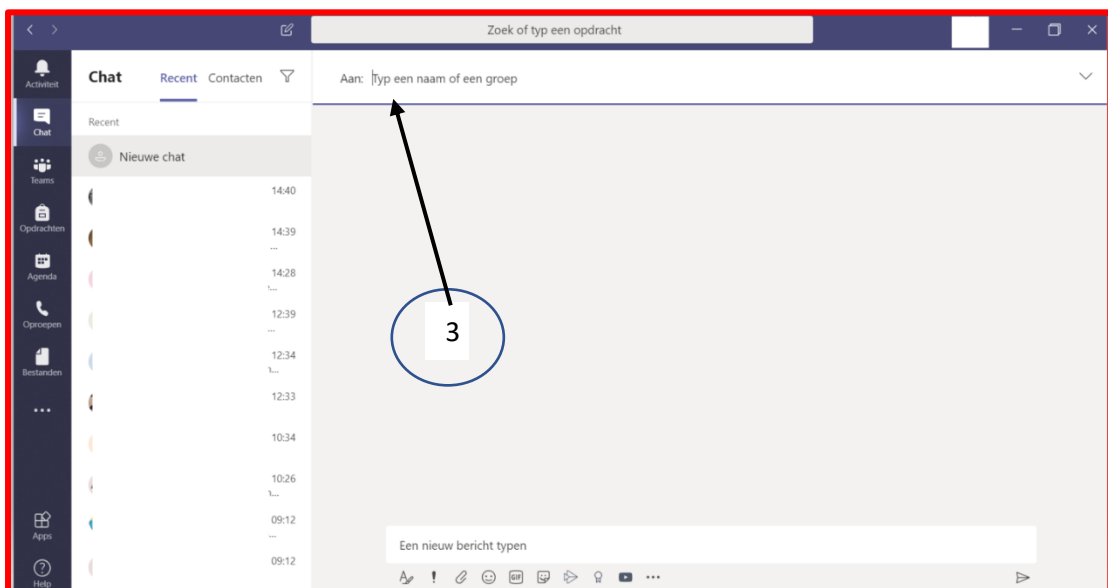 Zoek of typ een opdracht
Activiteit
Chat
Teams
Opdrachten
Agenda
Oproepen
Bestanden
Apps
Help
Chat Recent Contacten
Recent
Nieuwe chat
14:40
14:39
...
14:28
...
12:39
...
12:34
...
12:33
10:34
10:26
...
09:12
...
09:12
Aan: Typ een naam of een groep
3
Een nieuw bericht typen
GIF